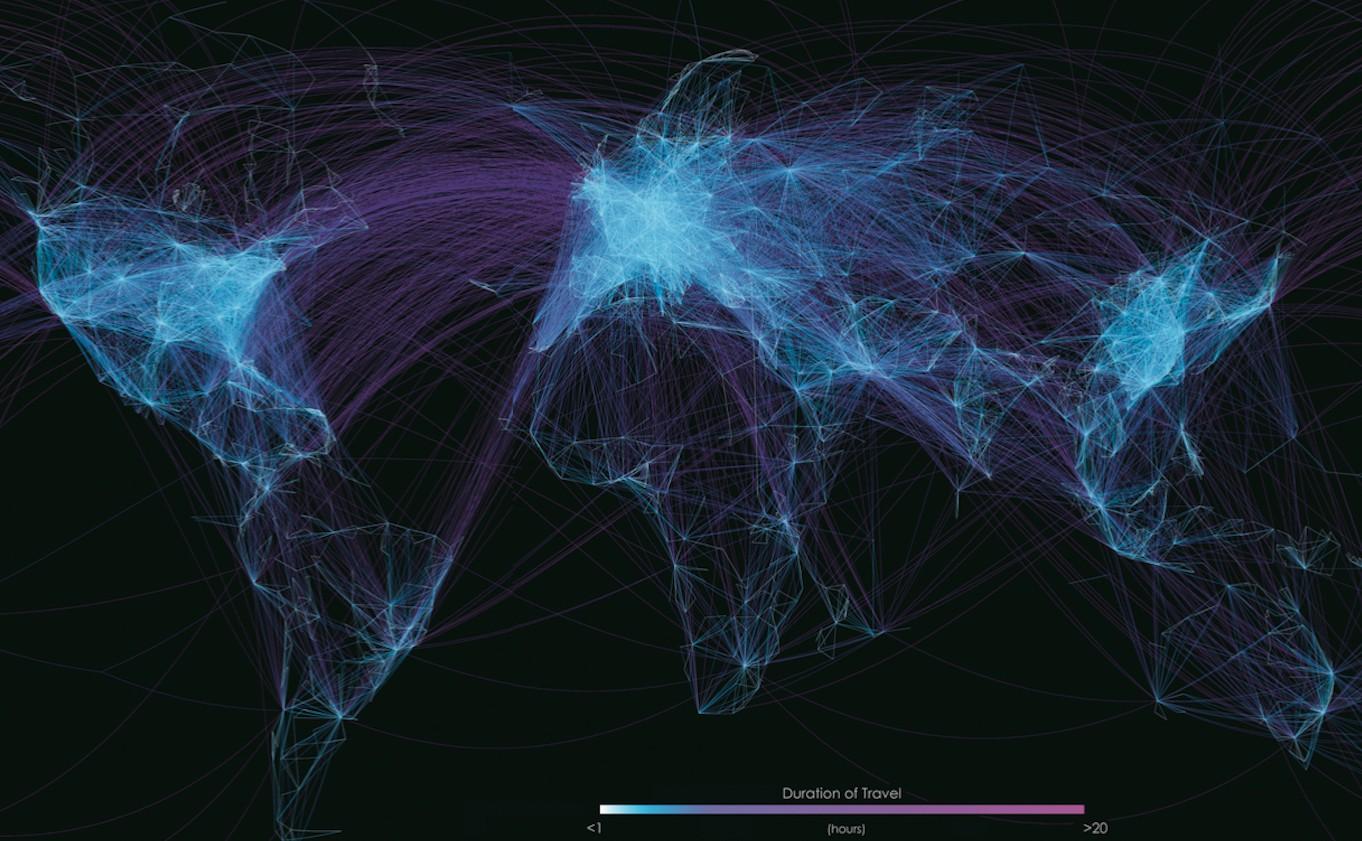 Duration of Travel
<1
(hours)
>20